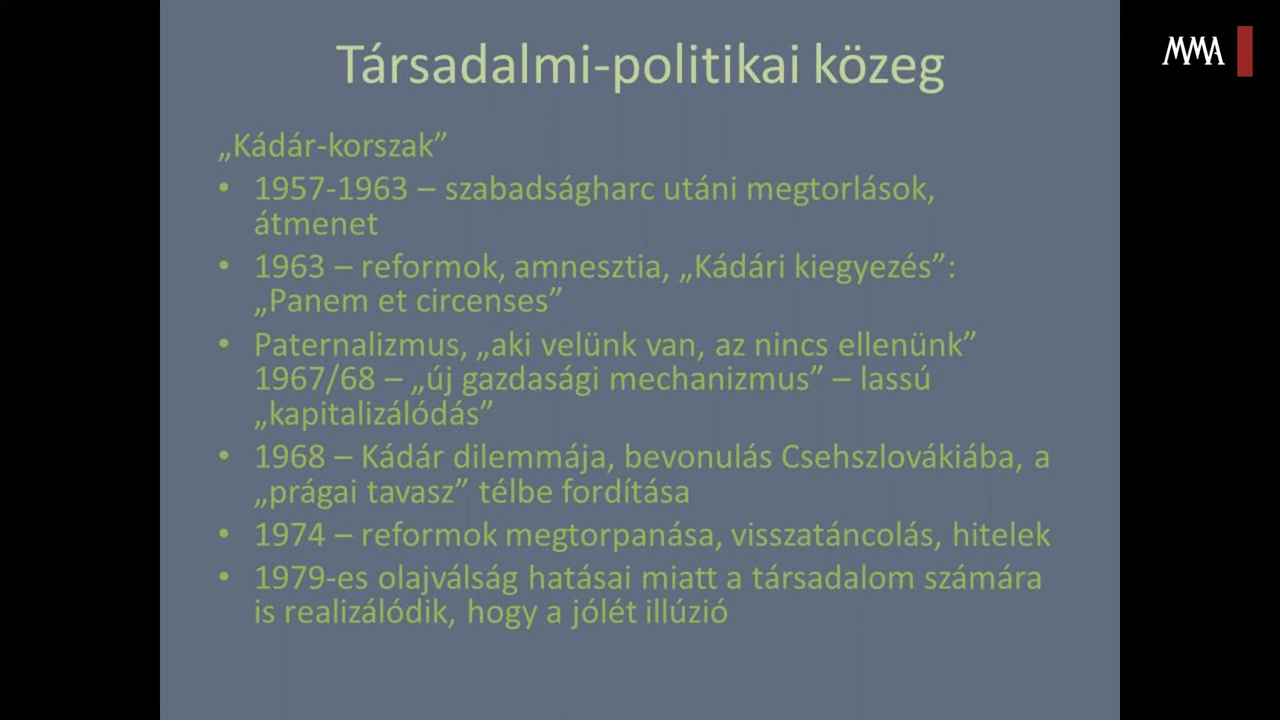 Társadalmi-politikai közeg
MMA
„Kádár-korszak”
• 1957-1963 – szabadságharc utáni megtorlások,
átmenet
• 1963 – reformok, amnesztia, „Kádári kiegyezés”:
„Panem et circenses”
• Paternalizmus, „aki velünk van, az nincs ellenünk”
1967/68 – „új gazdasági mechanizmus” – lassú
„kapitalizálódás”
• 1968 – Kádár dilemmája, bevonulás Csehszlovákiába, a
„prágai tavasz” télbe fordítása
• 1974 – reformok megtorpanása, visszatáncolás, hitelek
• 1979-es olajválság hatásai miatt a társadalom számára
is realizálódik, hogy a jólét illúzió